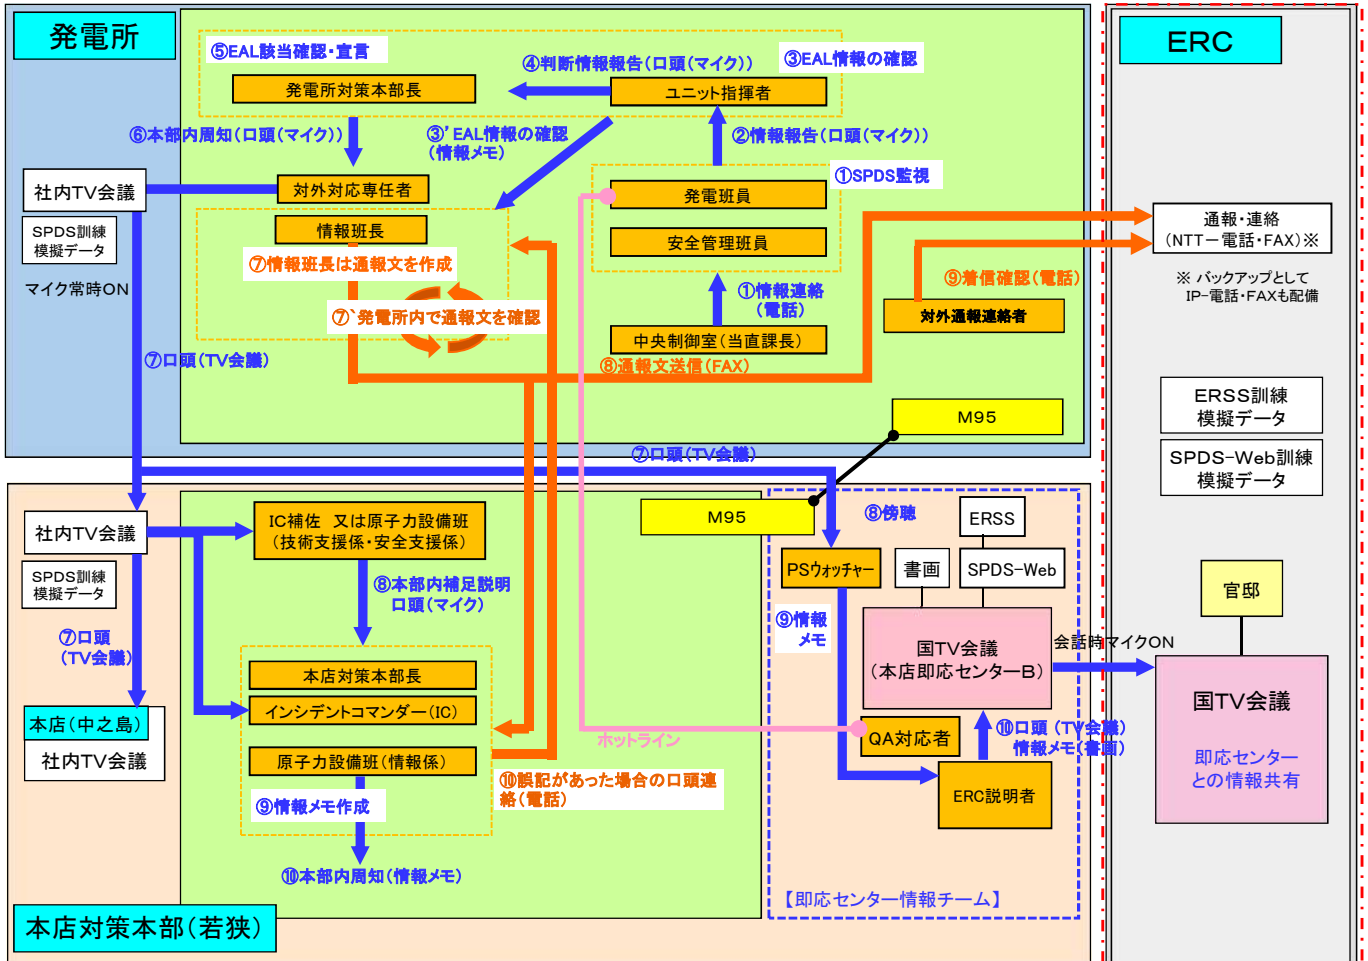 発電所
⑤EAL該当確認・宣言
④判断情報報告(口頭(マイク))
③EAL情報の確認
発電所対策本部長
ユニット指揮者
⑥本部内周知(口頭(マイク))
③’EAL情報の確認
(情報メモ)
②情報報告(口頭(マイク))
①SPDS監視
社内TV会議
対外対応専任者
発電班員
SPDS訓練
模擬データ
情報班長
安全管理班員
マイク常時ON
⑦情報班長は通報文を作成
①情報連絡
(電話)
⑦`発電所内で通報文を確認
中央制御室(当直課長)
⑨着信確認(電話)
対外通報連絡者
⑦口頭(TV会議)
⑧通報文送信(FAX)
M95
⑦口頭(TV会議)
ERC
通報・連絡
(NTT-電話・FAX)※
※ バックアップとして
IP-電話・FAXも配備
ERSS訓練
模擬データ
SPDS-Web訓練
模擬データ
官邸
国TV会議
即応センター
との情報共有
社内TV会議
SPDS訓練
模擬データ
IC補佐 又は原子力設備班
(技術支援係・安全支援係)
M95
⑧傍聴
ERSS
PSウォッチャー
書画
SPDS-Web
⑧本部内補足説明
口頭(マイク)
⑨情報
メモ
国TV会議
(本店即応センターB)
会話時マイクON
⑦口頭
(TV会議)
本店対策本部長
インシデントコマンダー(IC)
本店(中之島)
社内TV会議
原子力設備班(情報係)
ホットライン
QA対応者
⑩口頭 (TV会議)
情報メモ(書画)
⑩誤記があった場合の口頭連
絡(電話)
ERC説明者
⑨情報メモ作成
⑩本部内周知(情報メモ)
【即応センター情報チーム】
本店対策本部(若狭)